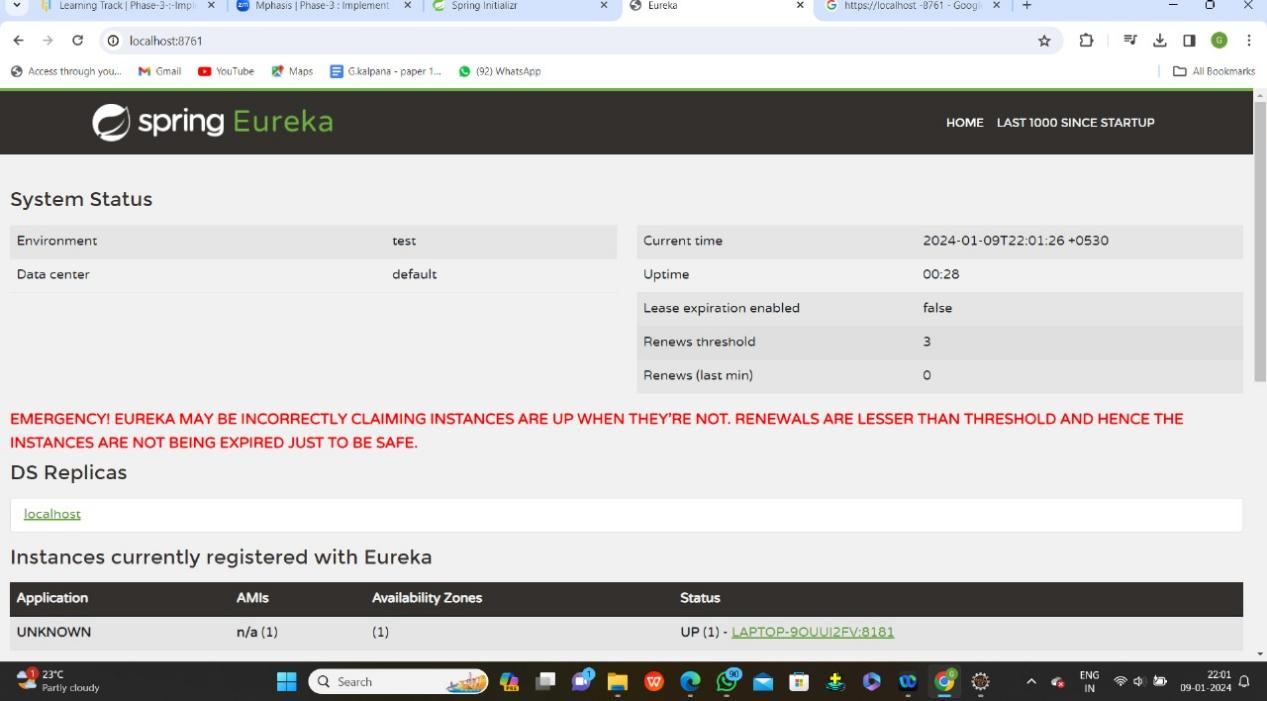 Learning Track | Phase-3-:-Impl
Mphasis | Phase-3 : Implement
Spring Initializr
Eureka
https://localhost -8761 - Googl
localhost:8761
G
Access through you...
Gmail
YouTube
Maps
G.kalpana - paper 1...
(92) WhatsApp
All Bookmarks
spring Eureka
HOME LAST 1000 SINCE STARTUP
System Status
Environment test
Data center default
Current time 2024-01-09T22:01:26 +0530
Uptime 00:28
Lease expiration enabled false
Renews threshold 3
Renews (last min) 0
EMERGENCY! EUREKA MAY BE INCORRECTLY CLAIMING INSTANCES ARE UP WHEN THEY'RE NOT. RENEWALS ARE LESSER THAN THRESHOLD AND HENCE THE
INSTANCES ARE NOT BEING EXPIRED JUST TO BE SAFE.
DS Replicas
localhost
Instances currently registered with Eureka
Application AMIs Availability Zones Status
UNKNOWN n/a (1) (1) UP (1) - LAPTOP-9OUUI2FV:8181
1
23°C
Partly cloudy
Search
PRE
1
90
ENG
IN
22:01
09-01-2024